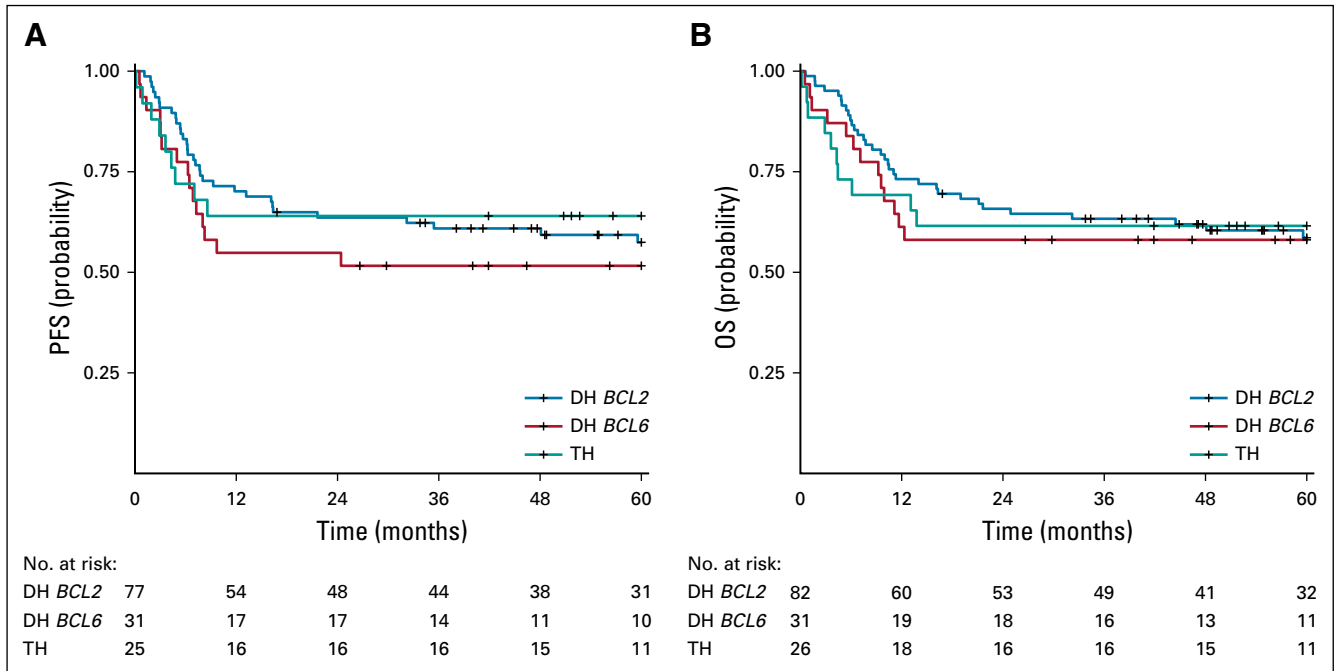 A
PFS (probability)
1.00
0.75
0.50
0.25
DH BCL2
DH BCL6
TH
0 12 24 36 48 60
Time (months)
No. at risk:
DH BCL2 77 54 48 44 38 31
DH BCL6 31 17 17 14 11 10
TH 25 16 16 16 15 11
B
OS (probability)
1.00
0.75
0.50
0.25
DH BCL2
DH BCL6
TH
0 12 24 36 48 60
Time (months)
No. at risk:
DH BCL2 82 60 53 49 41 32
DH BCL6 31 19 18 16 13 11
TH 26 18 16 16 15 11